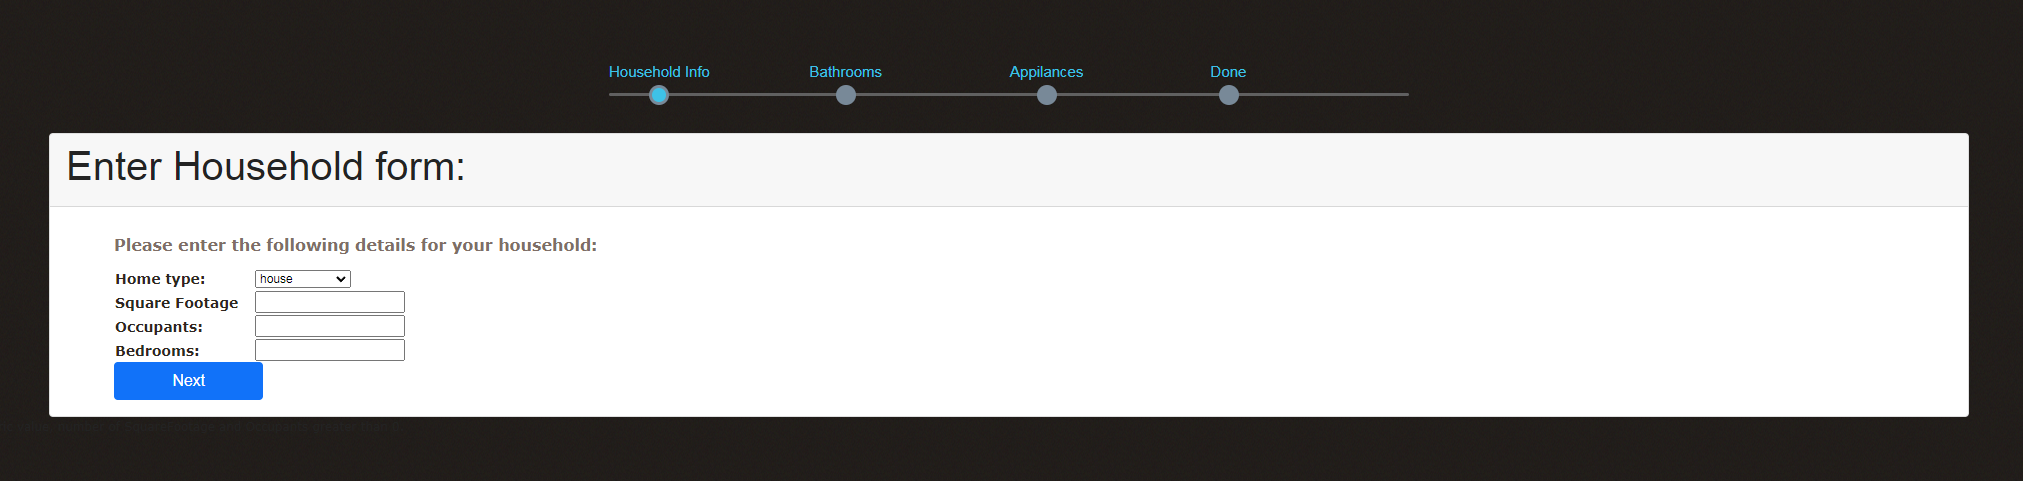 Household Info Bathrooms Appilances Done
Enter Household form:
Please enter the following details for your household:
Home type: house
Square Footage
Occupants:
Bedrooms:
Next